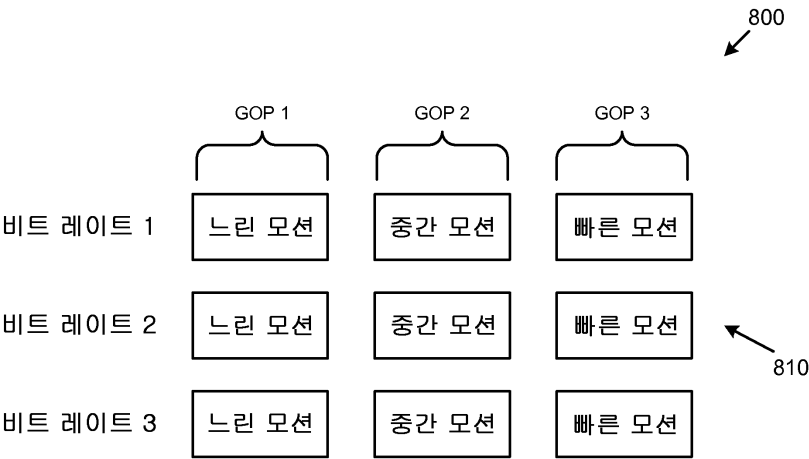 800
GOP 1 GOP 2 GOP 3
비트 레이트 1 느린 모션 중간 모션 빠른 모션
비트 레이트 2 느린 모션 중간 모션 빠른 모션
810
비트 레이트 3 느린 모션 중간 모션 빠른 모션